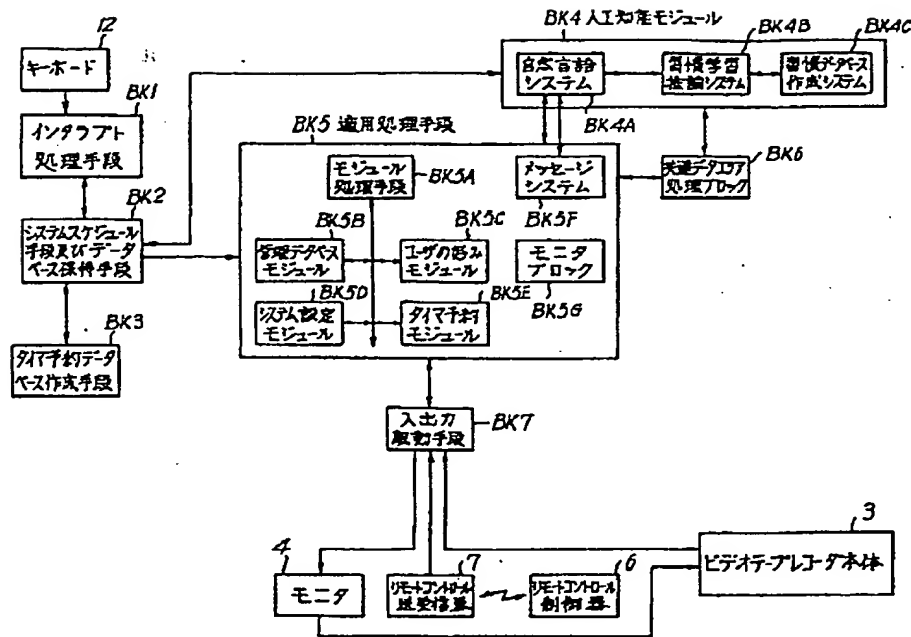 12
キーボード
BK1
インタラプト
処理手段
BK2
システムスケジュール
手段及びデータ
ベース保持手段
BK3
タイマ予約データ
ベース作成手段
BK4 人工知能モジュール
BK4B
BK4C
自然言語
システム
習慣学習
推論システム
習慣データベース
作成システム
BK4A
BK5 適用処理手段
モジュール
処理手段
BK5A
メッセージ
システム
BK5F
共通データエリア
処理ブロック
BK6
BK5B
BK5C
管理データベース
モジュール
ユーザの好み
モジュール
モニタ
ブロック
BK5G
BK5D
BK5E
システム設定
モジュール
タイマ予約
モジュール
入出力
駆動手段
BK7
4
モニタ
7
リモートコントロール
送受信器
6
リモートコントロール
制御器
3
ビデオテープレコーダ本体